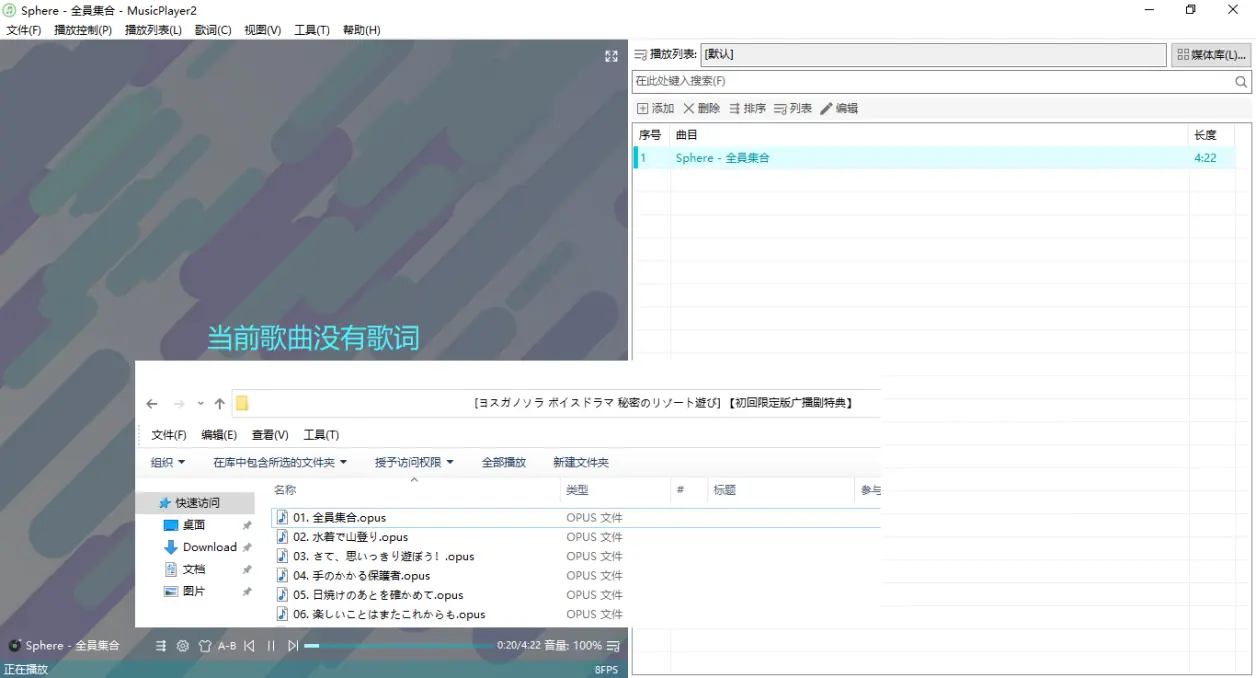 Sphere - 全員集合 - MusicPlayer2
文件(F) 播放控制(P) 播放列表(L) 歌词(C) 视图(V) 工具(T) 帮助(H)
播放列表: [默认] 媒体库(L)...
在此处键入搜索(F)
添加 删除 排序 列表 编辑
序号 曲目 长度
1 Sphere - 全員集合 4:22
当前歌曲没有歌词
[ヨスガノソラ ボイスドラマ 秘密のリゾート遊び] 【初回限定版广播剧特典】
文件(F) 编辑(E) 查看(V) 工具(T)
组织 在库中包含所选的文件夹 授予访问权限 全部播放 新建文件夹
名称 类型 # 标题 参与
快速访问
桌面
Download
文档
图片
01. 全員集合.opus OPUS 文件
02. 水着で山登り.opus OPUS 文件
03. さて、思いっきり遊ぼう！.opus OPUS 文件
04. 手のかかる保護者.opus OPUS 文件
05. 日焼けのあとを確かめて.opus OPUS 文件
06. 楽しいことはまたこれからも.opus OPUS 文件
Sphere - 全員集合 A-B 0:20/4:22 音量: 100%
正在播放 8FPS